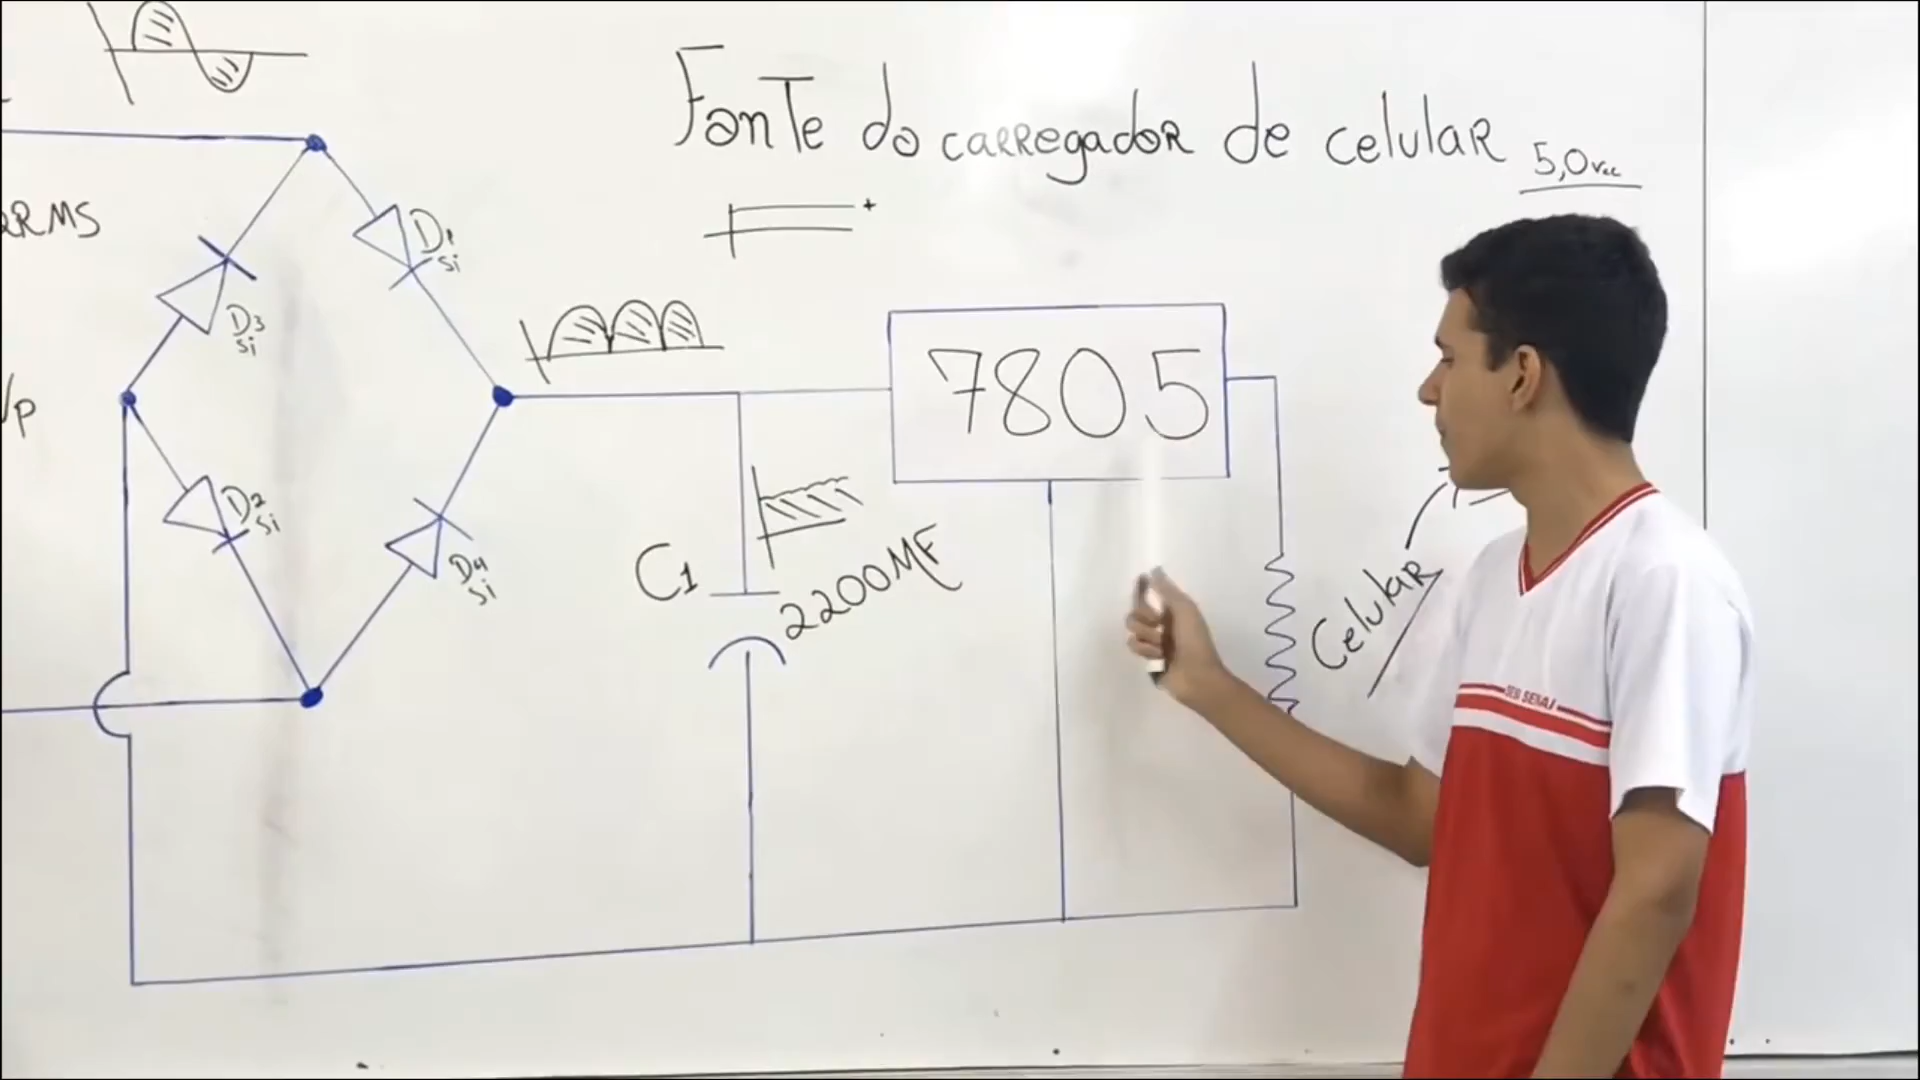 Fonte do carregador de celular 5,0vcc
RMS
D1
si
D3
si
7805
Vp
D2
si
D4
si
C1
2200MF
Celular
SESI SENAI